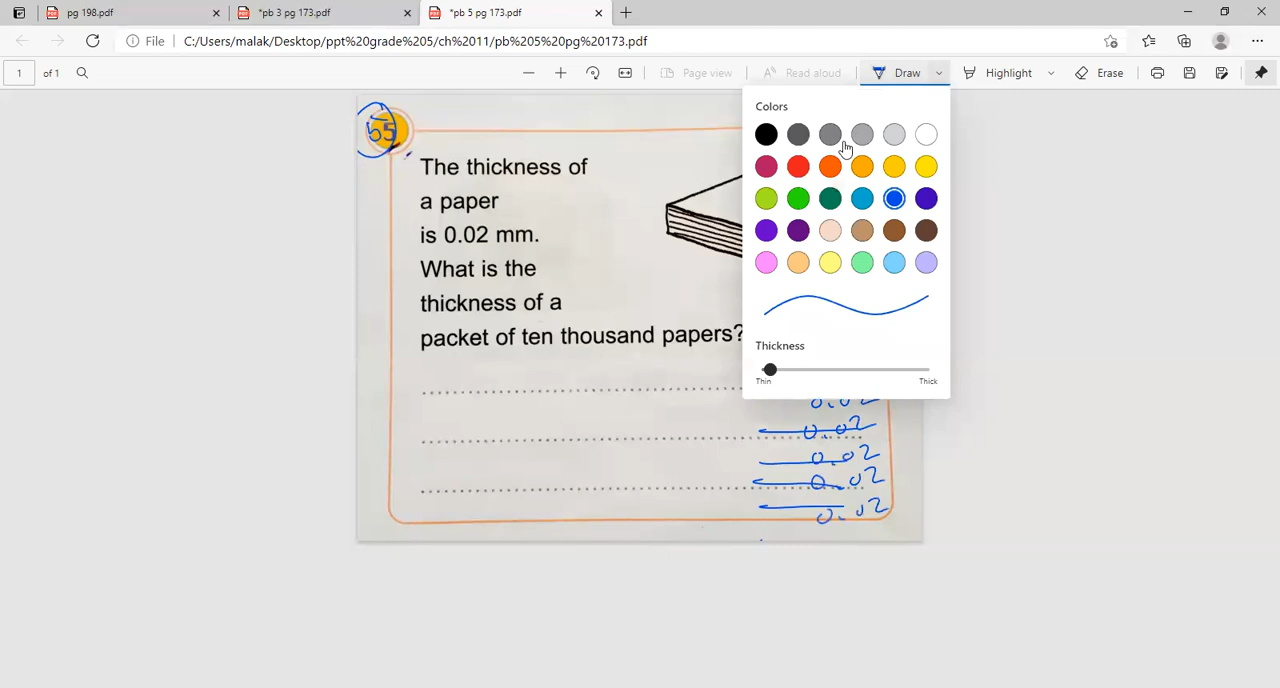 pg 198.pdf
*pb 3 pg 173.pdf
*pb 5 pg 173.pdf
File
C:/Users/malak/Desktop/ppt%20grade%205/ch%2011/pb%205%20pg%20173.pdf
1 of 1
Page view
Read aloud
Draw
Highlight
Erase
Colors
Thickness
Thin
Thick
The thickness of
a paper
is 0.02 mm.
What is the
thickness of a
packet of ten thousand papers?
0.02
0.02
0.02
0.02
0.02